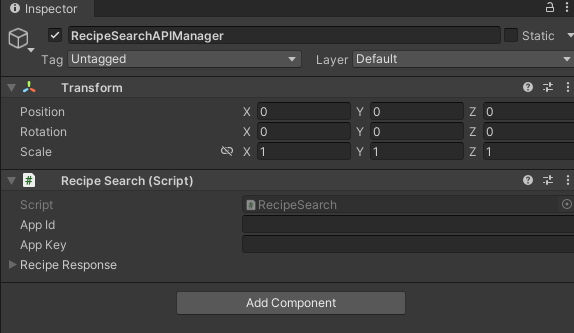 Inspector
RecipeSearchAPIManager Static
Tag Untagged Layer Default
Transform
Position X 0 Y 0 Z 0
Rotation X 0 Y 0 Z 0
Scale X 1 Y 1 Z 1
# Recipe Search (Script)
Script # RecipeSearch
App Id
App Key
Recipe Response
Add Component